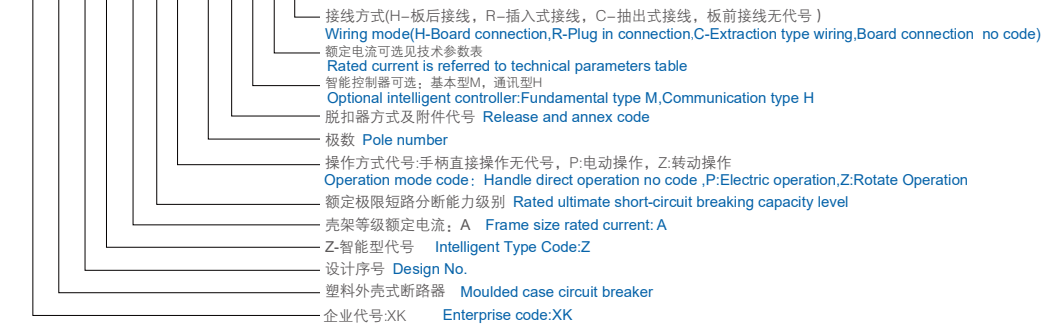 接线方式(H-板后接线，R-插入式接线，C-抽出式接线，板前接线无代号 )
Wiring mode(H-Board connection,R-Plug in connection,C-Extraction type wiring,Board connection  no code)
额定电流可选见技术参数表
Rated current is referred to technical parameters table
智能控制器可选：基本型M，通讯型H
Optional intelligent controller:Fundamental type M,Communication type H
脱扣器方式及附件代号 Release and annex code
极数 Pole number
操作方式代号:手柄直接操作无代号，P:电动操作，Z:转动操作
Operation mode code：Handle direct operation no code ,P:Electric operation,Z:Rotate Operation
额定极限短路分断能力级别 Rated ultimate short-circuit breaking capacity level
壳架等级额定电流：A Frame size rated current: A
Z-智能型代号 Intelligent Type Code:Z
设计序号 Design No.
塑料外壳式断路器 Moulded case circuit breaker
企业代号:XK Enterprise code:XK